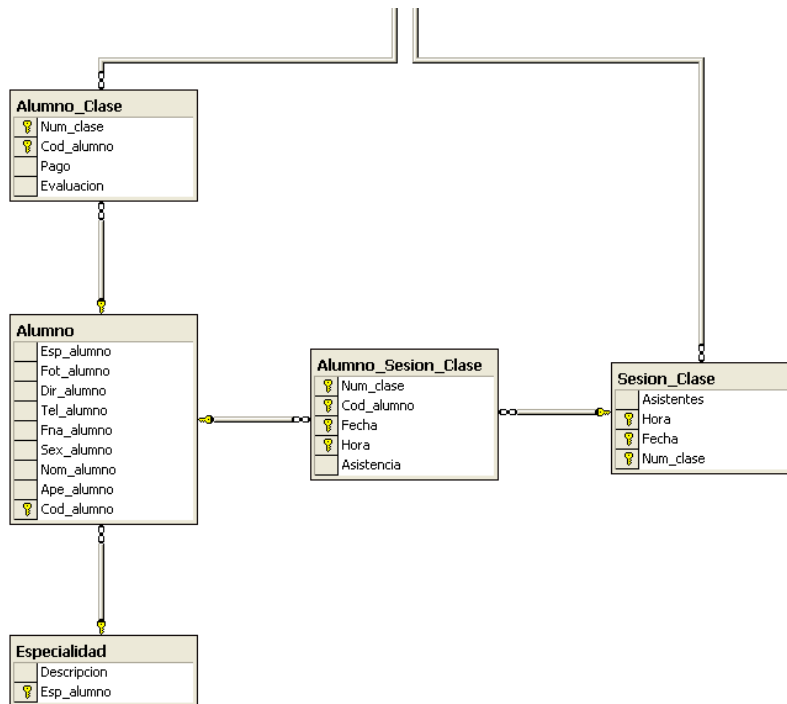 Alumno_Clase
Num_clase
Cod_alumno
Pago
Evaluacion
Alumno
Esp_alumno
Fot_alumno
Dir_alumno
Tel_alumno
Fna_alumno
Sex_alumno
Nom_alumno
Ape_alumno
Cod_alumno
Alumno_Sesion_Clase
Num_clase
Cod_alumno
Fecha
Hora
Asistencia
Sesion_Clase
Asistentes
Hora
Fecha
Num_clase
Especialidad
Descripcion
Esp_alumno